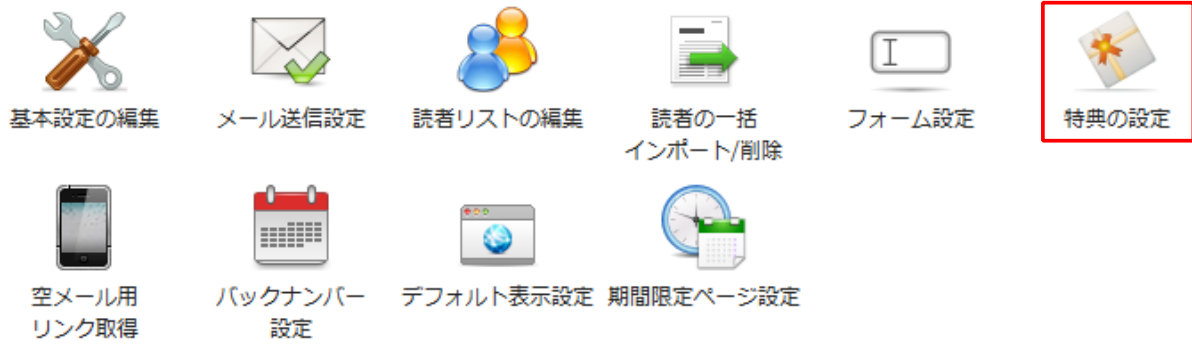 基本設定の編集
メール送信設定
読者リストの編集
読者の一括
インポート/削除
フォーム設定
特典の設定
空メール用
リンク取得
バックナンバー
設定
デフォルト表示設定
期間限定ページ設定